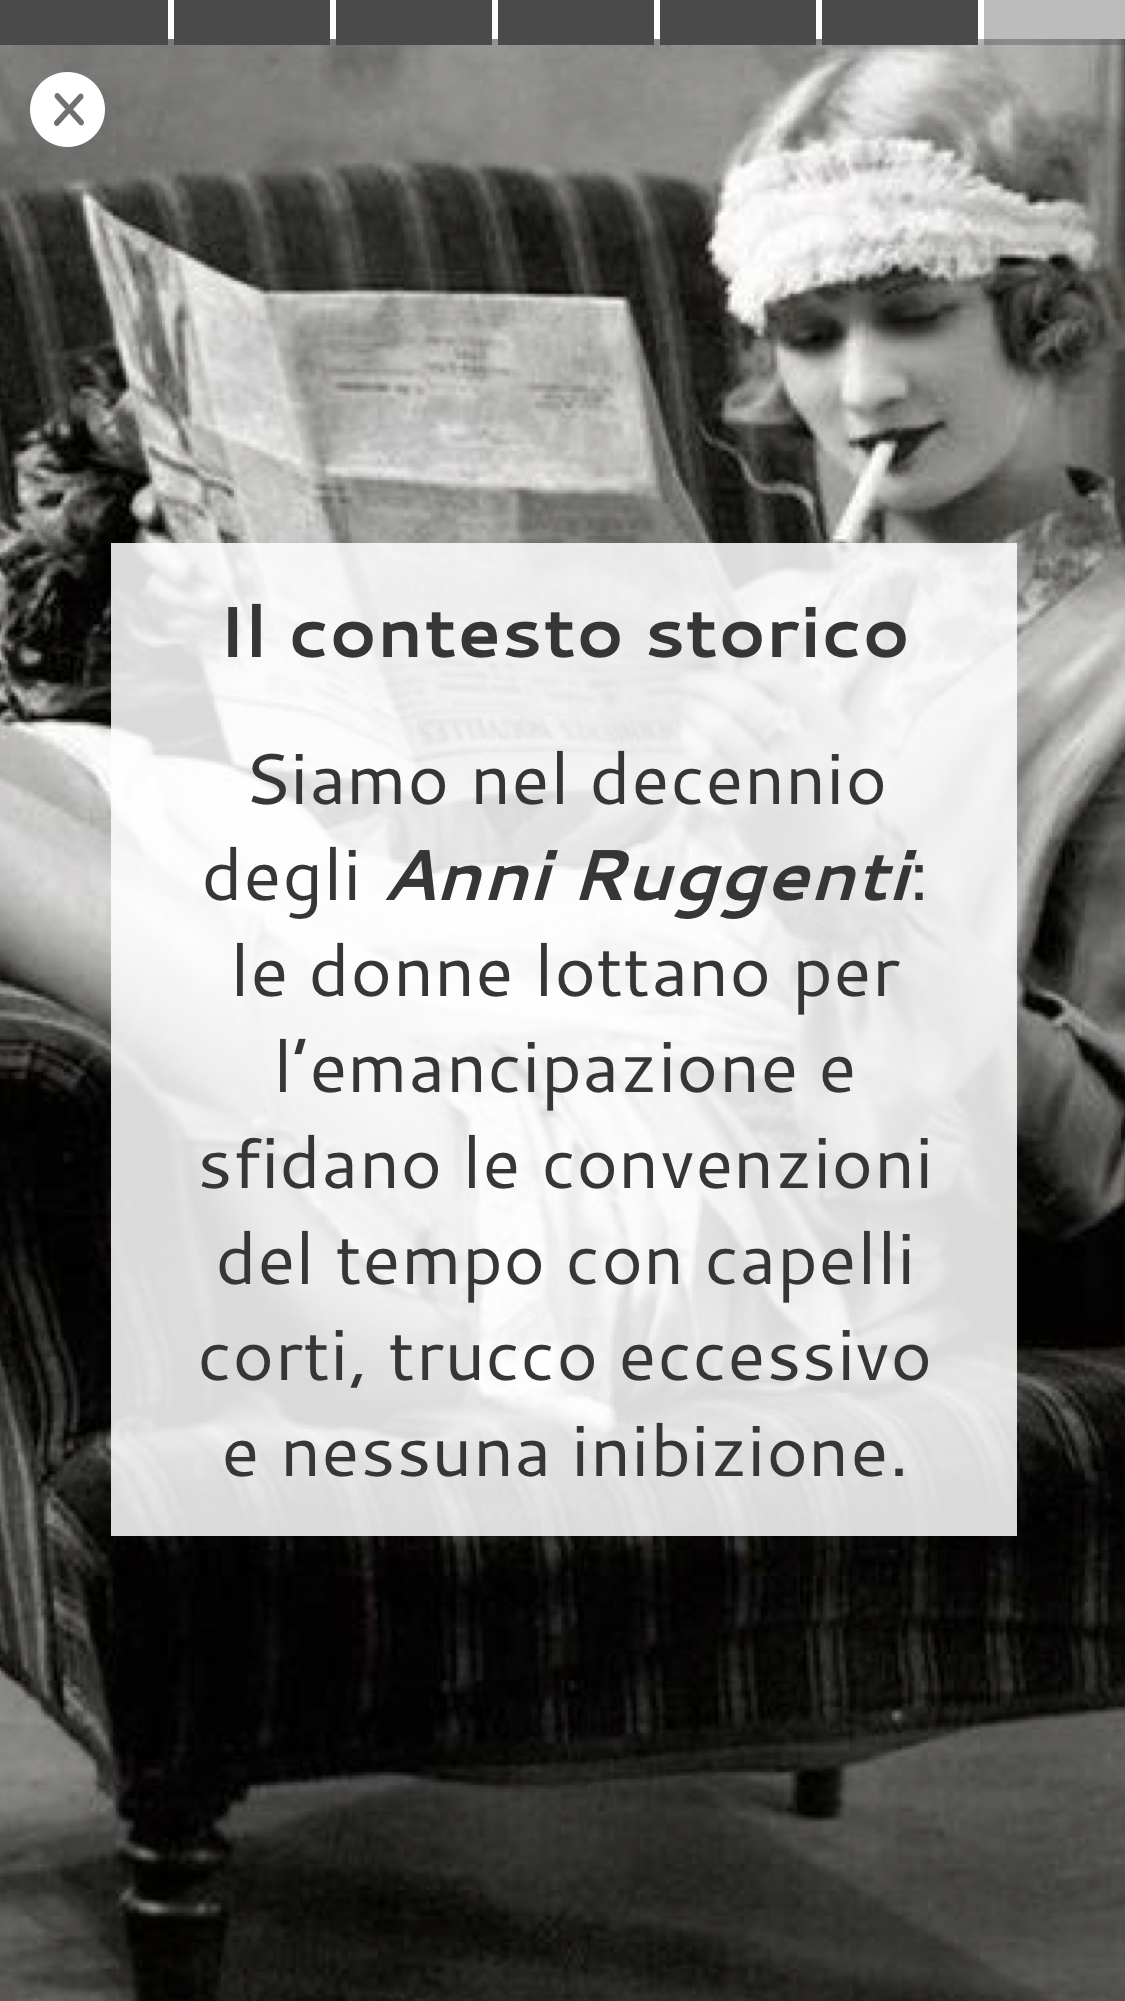 Il contesto storico
Siamo nel decennio
degli Anni Ruggenti:
le donne lottano per
l'emancipazione e
sfidano le convenzioni
del tempo con capelli
corti, trucco eccessivo
e nessuna inibizione.